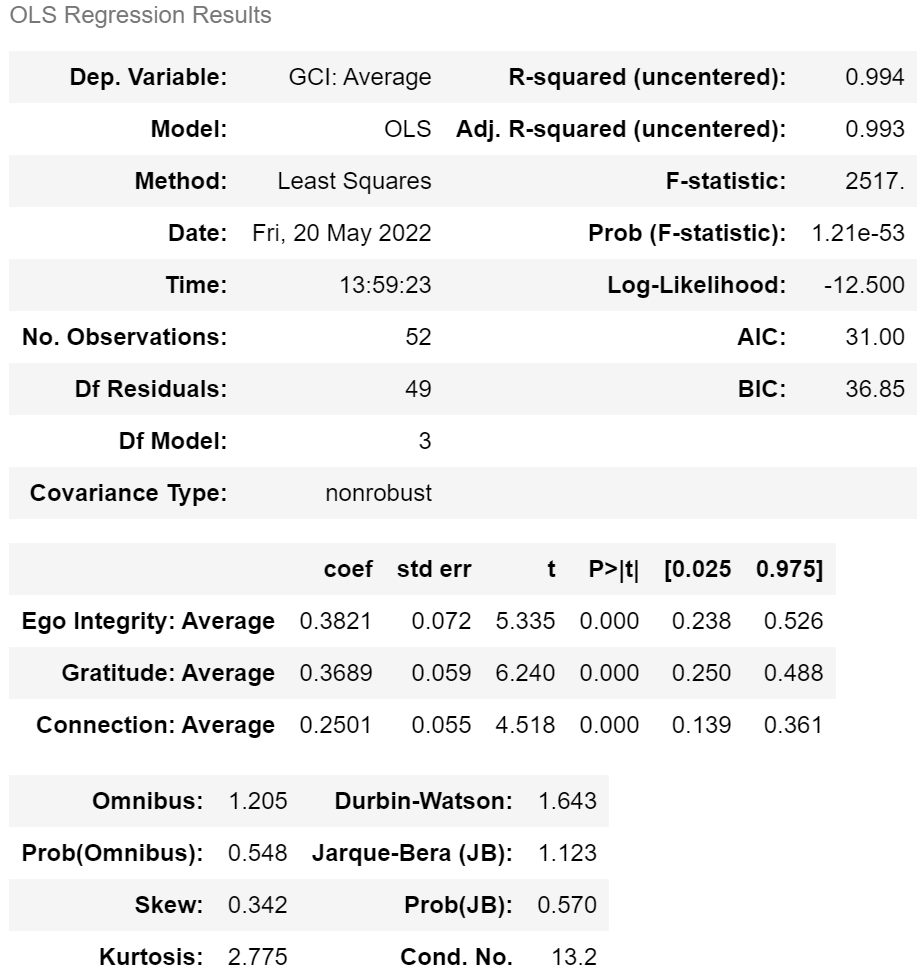 OLS Regression Results
Dep. Variable: GCI: Average R-squared (uncentered): 0.994
Model: OLS Adj. R-squared (uncentered): 0.993
Method: Least Squares F-statistic: 2517.
Date: Fri, 20 May 2022 Prob (F-statistic): 1.21e-53
Time: 13:59:23 Log-Likelihood: -12.500
No. Observations: 52 AIC: 31.00
Df Residuals: 49 BIC: 36.85
Df Model: 3
Covariance Type: nonrobust
coef std err t P>|t| [0.025 0.975]
Ego Integrity: Average 0.3821 0.072 5.335 0.000 0.238 0.526
Gratitude: Average 0.3689 0.059 6.240 0.000 0.250 0.488
Connection: Average 0.2501 0.055 4.518 0.000 0.139 0.361
Omnibus: 1.205 Durbin-Watson: 1.643
Prob(Omnibus): 0.548 Jarque-Bera (JB): 1.123
Skew: 0.342 Prob(JB): 0.570
Kurtosis: 2.775 Cond. No. 13.2